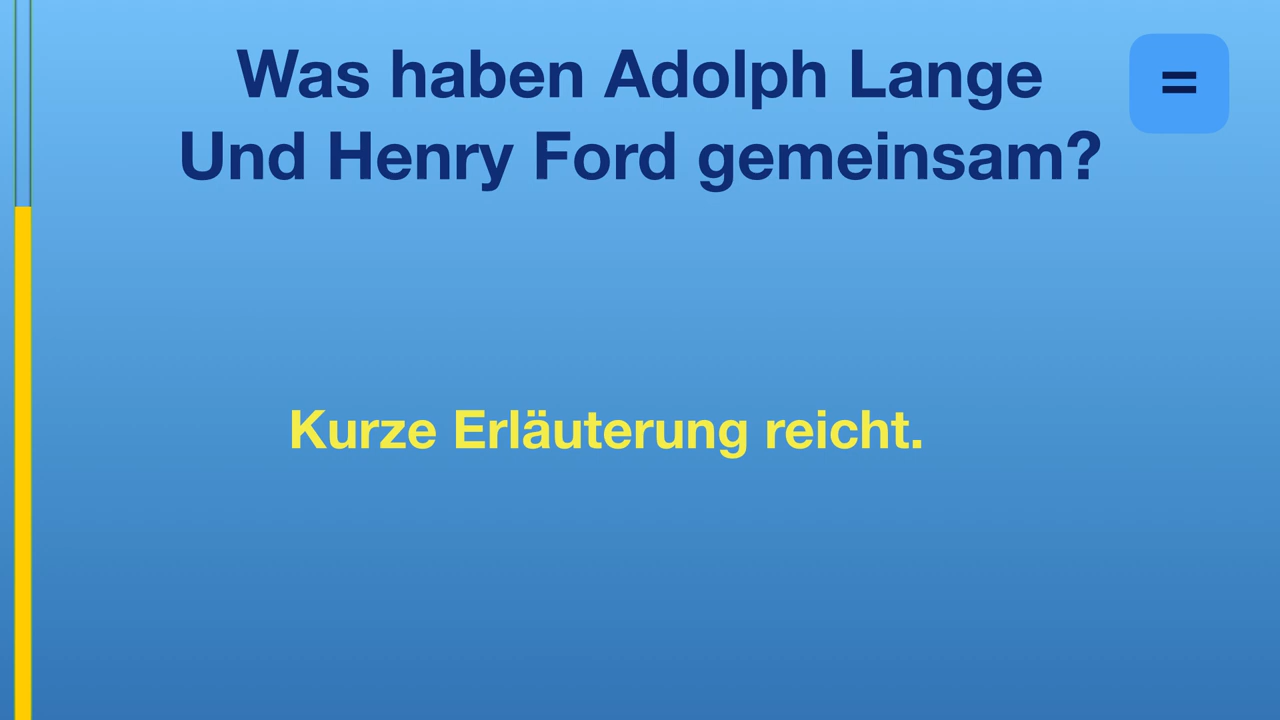 Was haben Adolph Lange
Und Henry Ford gemeinsam?
=
Kurze Erläuterung reicht.